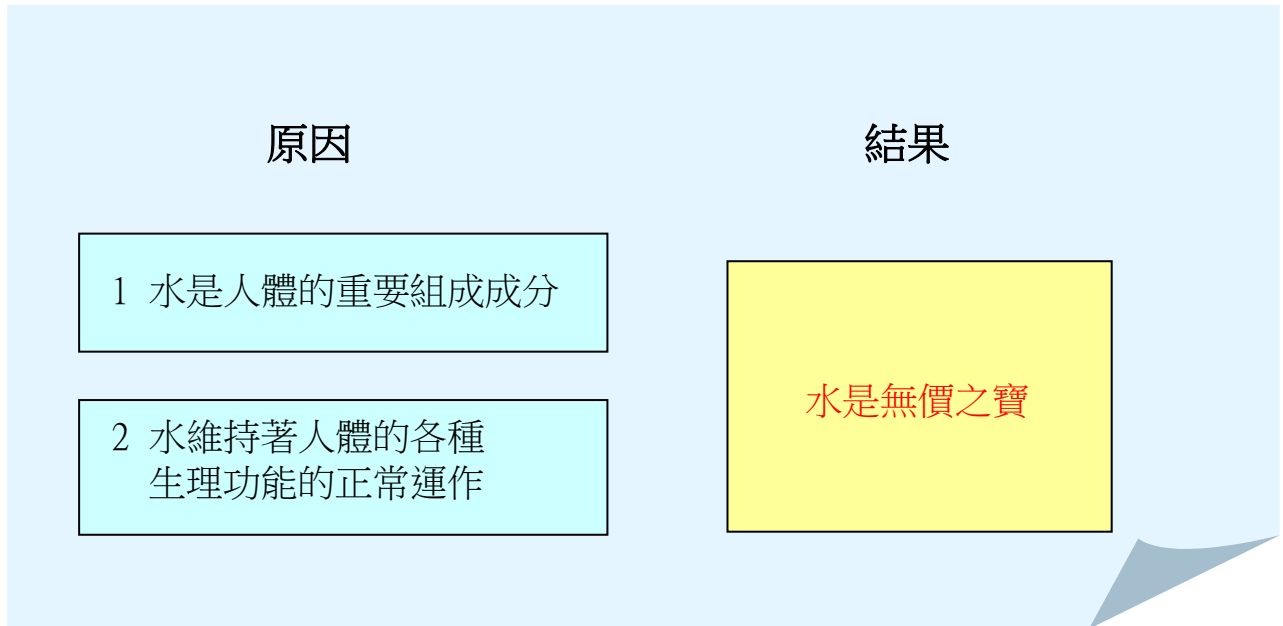 原因
結果
1 水是人體的重要組成成分
2 水維持著人體的各種
生理功能的正常運作
水是無價之寶